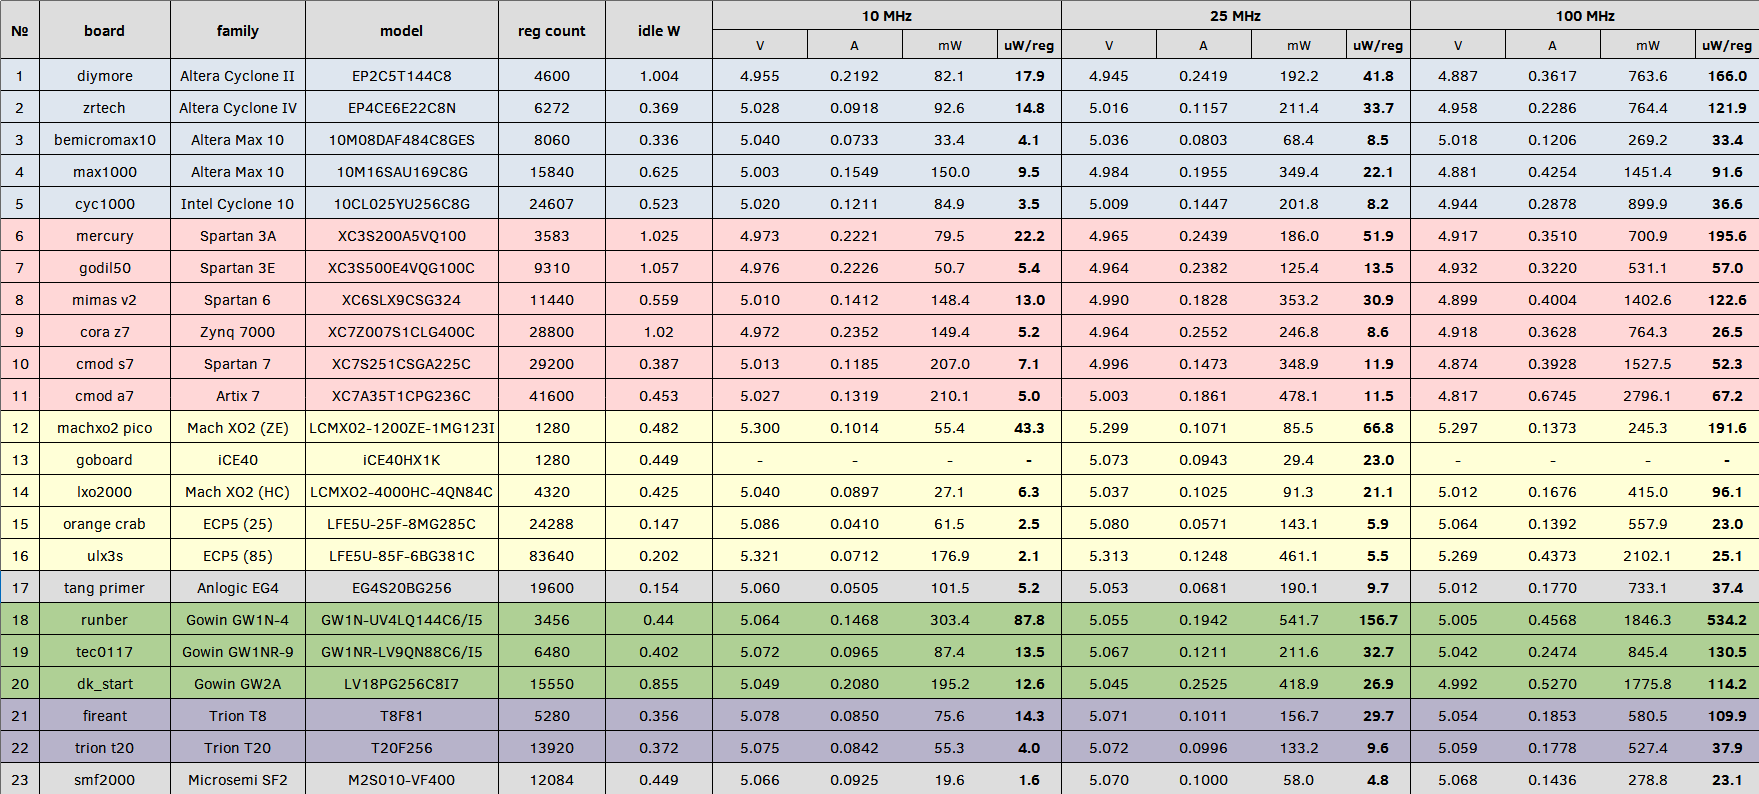 № board family model reg count idle W 10 MHz 25 MHz 100 MHz
V A mW uW/reg V A mW uW/reg V A mW uW/reg
1 diymore Altera Cyclone II EP2C5T144C8 4600 1.004 4.955 0.2192 82.1 17.9 4.945 0.2419 192.2 41.8 4.887 0.3617 763.6 166.0
2 zrtech Altera Cyclone IV EP4CE6E22C8N 6272 0.369 5.028 0.0918 92.6 14.8 5.016 0.1157 211.4 33.7 4.958 0.2286 764.4 121.9
3 bemicromax10 Altera Max 10 10M08DAF484C8GES 8060 0.336 5.040 0.0733 33.4 4.1 5.036 0.0803 68.4 8.5 5.018 0.1206 269.2 33.4
4 max1000 Altera Max 10 10M16SAU169C8G 15840 0.625 5.003 0.1549 150.0 9.5 4.984 0.1955 349.4 22.1 4.881 0.4254 1451.4 91.6
5 cyc1000 Intel Cyclone 10 10CL025YU256C8G 24607 0.523 5.020 0.1211 84.9 3.5 5.009 0.1447 201.8 8.2 4.944 0.2878 899.9 36.6
6 mercury Spartan 3A XC3S200A5VQ100 3583 1.025 4.973 0.2221 79.5 22.2 4.965 0.2439 186.0 51.9 4.917 0.3510 700.9 195.6
7 godil50 Spartan 3E XC3S500E4VQG100C 9310 1.057 4.976 0.2226 50.7 5.4 4.964 0.2382 125.4 13.5 4.932 0.3220 531.1 57.0
8 mimas v2 Spartan 6 XC6SLX9CSG324 11440 0.559 5.010 0.1412 148.4 13.0 4.990 0.1828 353.2 30.9 4.899 0.4004 1402.6 122.6
9 cora z7 Zynq 7000 XC7Z007S1CLG400C 28800 1.02 4.972 0.2352 149.4 5.2 4.964 0.2552 246.8 8.6 4.918 0.3628 764.3 26.5
10 cmod s7 Spartan 7 XC7S251CSGA225C 29200 0.387 5.013 0.1185 207.0 7.1 4.996 0.1473 348.9 11.9 4.874 0.3928 1527.5 52.3
11 cmod a7 Artix 7 XC7A35T1CPG236C 41600 0.453 5.027 0.1319 210.1 5.0 5.003 0.1861 478.1 11.5 4.817 0.6745 2796.1 67.2
12 machxo2 pico Mach XO2 (ZE) LCMXO2-1200ZE-1MG123I 1280 0.482 5.300 0.1014 55.4 43.3 5.299 0.1071 85.5 66.8 5.297 0.1373 245.3 191.6
13 goboard iCE40 iCE40HX1K 1280 0.449 - - - - 5.073 0.0943 29.4 23.0 - - - -
14 lxo2000 Mach XO2 (HC) LCMXO2-4000HC-4QN84C 4320 0.425 5.040 0.0897 27.1 6.3 5.037 0.1025 91.3 21.1 5.012 0.1676 415.0 96.1
15 orange crab ECP5 (25) LFE5U-25F-8MG285C 24288 0.147 5.086 0.0410 61.5 2.5 5.080 0.0571 143.1 5.9 5.064 0.1392 557.9 23.0
16 ulx3s ECP5 (85) LFE5U-85F-6BG381C 83640 0.202 5.321 0.0712 176.9 2.1 5.313 0.1248 461.1 5.5 5.269 0.4373 2102.1 25.1
17 tang primer Anlogic EG4 EG4S20BG256 19600 0.154 5.060 0.0505 101.5 5.2 5.053 0.0681 190.1 9.7 5.012 0.1770 733.1 37.4
18 runber Gowin GW1N-4 GW1N-UV4LQ144C6/I5 3456 0.44 5.064 0.1468 303.4 87.8 5.055 0.1942 541.7 156.7 5.005 0.4568 1846.3 534.2
19 tec0117 Gowin GW1NR-9 GW1NR-LV9QN88C6/I5 6480 0.402 5.072 0.0965 87.4 13.5 5.067 0.1211 211.6 32.7 5.042 0.2474 845.4 130.5
20 dk_start Gowin GW2A LV18PG256C8I7 15550 0.855 5.049 0.2080 195.2 12.6 5.045 0.2525 418.9 26.9 4.992 0.5270 1775.8 114.2
21 fireant Trion T8 T8F81 5280 0.356 5.078 0.0850 75.6 14.3 5.071 0.1011 156.7 29.7 5.054 0.1853 580.5 109.9
22 trion t20 Trion T20 T20F256 13920 0.372 5.075 0.0842 55.3 4.0 5.072 0.0996 133.2 9.6 5.059 0.1778 527.4 37.9
23 smf2000 Microsemi SF2 M2S010-VF400 12084 0.449 5.066 0.0925 19.6 1.6 5.070 0.1000 58.0 4.8 5.068 0.1436 278.8 23.1